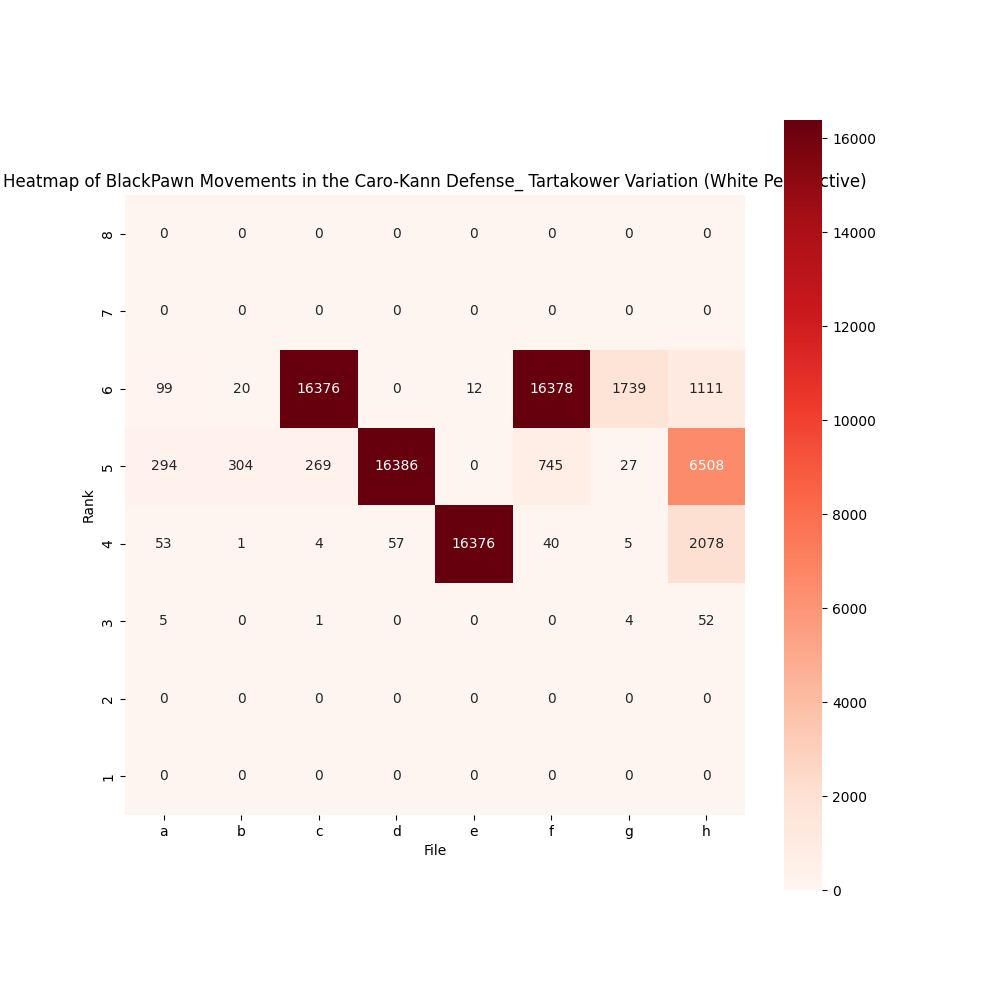 Heatmap of BlackPawn Movements in the Caro-Kann Defense_ Tartakower Variation (White Pe ctive)
8 0 0 0 0 0 0 0 0
7 0 0 0 0 0 0 0 0
6 99 20 16376 0 12 16378 1739 1111
5 294 304 269 16386 0 745 27 6508
4 53 1 4 57 16376 40 5 2078
3 5 0 1 0 0 0 4 52
2 0 0 0 0 0 0 0 0
1 0 0 0 0 0 0 0 0
a b c d e f g h
File
Rank
16000
14000
12000
10000
8000
6000
4000
2000
0